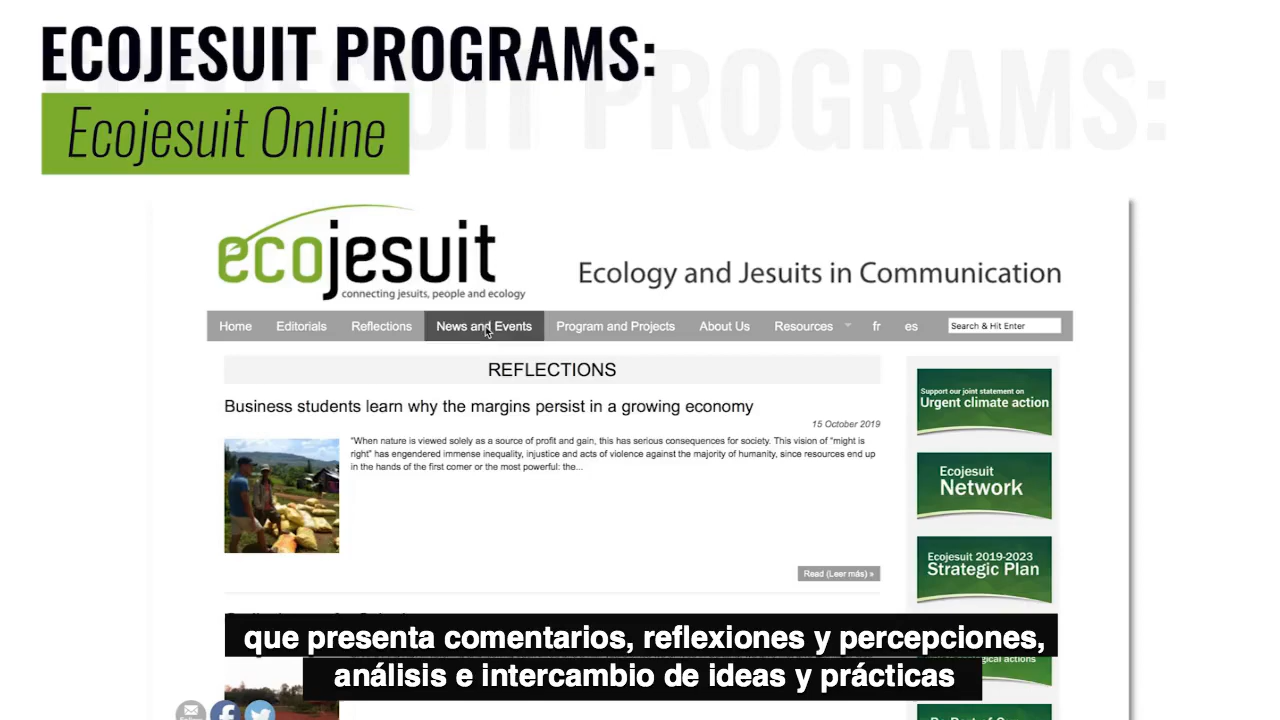 ECOJESUIT PROGRAMS:
Ecojesuit Online
ecojesuit
connecting jesuits, people and ecology
Ecology and Jesuits in Communication
Home Editorials Reflections News and Events Program and Projects About Us Resources fr es Search & Hit Enter
REFLECTIONS
Business students learn why the margins persist in a growing economy
15 October 2019
"When nature is viewed solely as a source of profit and gain, this has serious consequences for society. This vision of "might is
right" has engendered immense inequality, injustice and acts of violence against the majority of humanity, since resources end up
in the hands of the first comer or the most powerful: the...
Read (Leer más) »
Support our joint statement on
Urgent climate action
Ecojesuit
Network
Ecojesuit 2019-2023
Strategic Plan
actions
que presenta comentarios, reflexiones y percepciones,
análisis e intercambio de ideas y prácticas